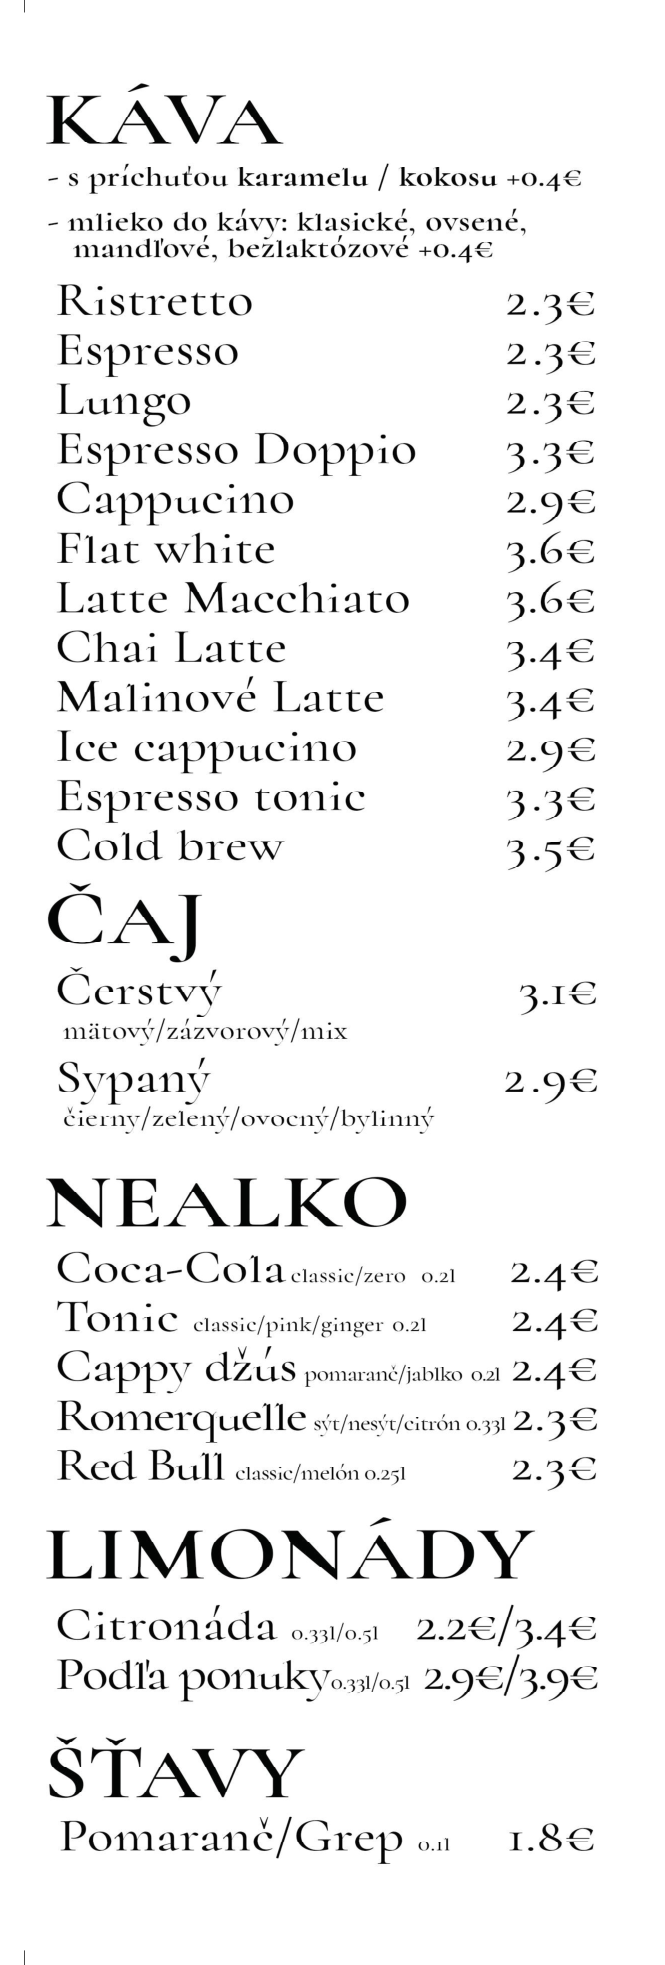 KÁVA
- s príchuťou karamelu / kokosu +0.4€
- mlieko do kávy: klasické, ovsené,
mandľové, bezlaktózové +0.4€
Ristretto 2.3€
Espresso 2.3€
Lungo 2.3€
Espresso Doppio 3.3€
Cappucino 2.9€
Flat white 3.6€
Latte Macchiato 3.6€
Chai Latte 3.4€
Malinové Latte 3.4€
Ice cappucino 2.9€
Espresso tonic 3.3€
Cold brew 3.5€
ČAJ
Čerstvý 3.1€
mätový/zázvorový/mix
Sypaný 2.9€
čierny/zelený/ovocný/bylinný
NEALKO
Coca-Cola classic/zero 0.2l 2.4€
Tonic classic/pink/ginger 0.2l 2.4€
Cappy džús pomaranč/jablko 0.2l 2.4€
Romerquelle sýt/nesýt/citrón 0.33l 2.3€
Red Bull classic/melón 0.25l 2.3€
LIMONÁDY
Citronáda 0.33l/0.5l 2.2€/3.4€
Podľa ponuky 0.33l/0.5l 2.9€/3.9€
ŠŤAVY
Pomaranč/Grep 0.1l 1.8€